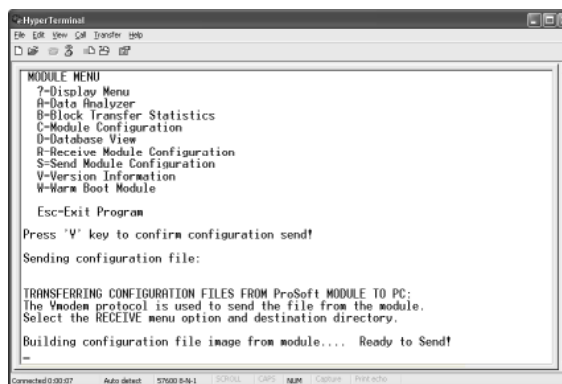 HyperTerminal
File Edit View Call Transfer Help
MODULE MENU
?=Display Menu
A=Data Analyzer
B=Block Transfer Statistics
C=Module Configuration
D=Database View
R=Receive Module Configuration
S=Send Module Configuration
V=Version Information
W=Warm Boot Module
Esc=Exit Program
Press 'Y' key to confirm configuration send!
Sending configuration file:
TRANSFERRING CONFIGURATION FILES FROM ProSoft MODULE TO PC:
The Ymodem protocol is used to send the file from the module.
Select the RECEIVE menu option and destination directory.
Building configuration file image from module.... Ready to Send!
Connected 0:00:07 Auto detect 57600 8-N-1 SCROLL CAPS NUM Capture Print echo